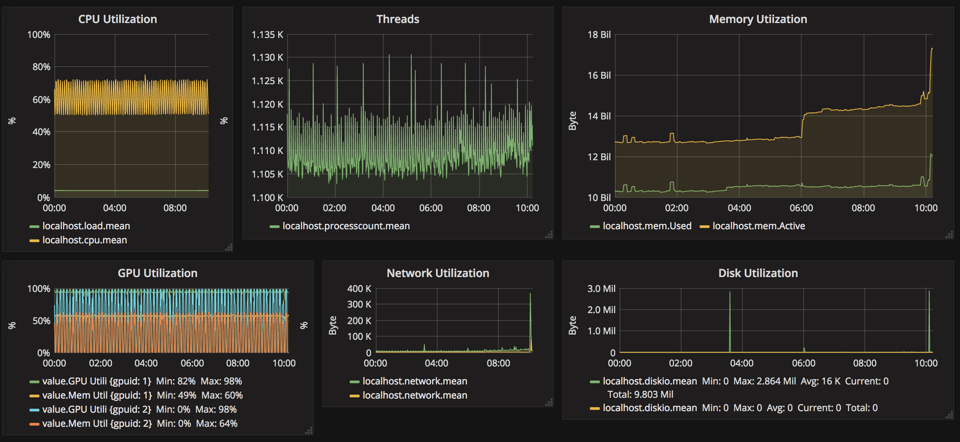 CPU Utilization
100%
80%
60%
40%
20%
0%
%
%
00:00 04:00 08:00
localhost.load.mean
localhost.cpu.mean
Threads
1.135 K
1.130 K
1.125 K
1.120 K
1.115 K
1.110 K
1.105 K
1.100 K
00:00 02:00 04:00 06:00 08:00 10:00
localhost.processcount.mean
Memory Utiization
18 Bil
16 Bil
14 Bil
12 Bil
10 Bil
Byte
00:00 02:00 04:00 06:00 08:00 10:00
localhost.mem.Used localhost.mem.Active
GPU Utilization
100%
50%
0%
%
%
00:00 02:00 04:00 06:00 08:00 10:00
value.GPU Utili {gpuid: 1} Min: 82% Max: 98%
value.Mem Util {gpuid: 1} Min: 49% Max: 60%
value.GPU Utili {gpuid: 2} Min: 0% Max: 98%
value.Mem Util {gpuid: 2} Min: 0% Max: 64%
Network Utilization
400 K
300 K
200 K
100 K
0
Byte
00:00 04:00 08:00
localhost.network.mean
localhost.network.mean
Disk Utilization
3.0 Mil
2.0 Mil
1.0 Mil
0
Byte
00:00 02:00 04:00 06:00 08:00 10:00
localhost.diskio.mean Min: 0 Max: 2.864 Mil Avg: 16 K Current: 0
Total: 9.803 Mil
localhost.diskio.mean Min: 0 Max: 0 Avg: 0 Current: 0 Total: 0